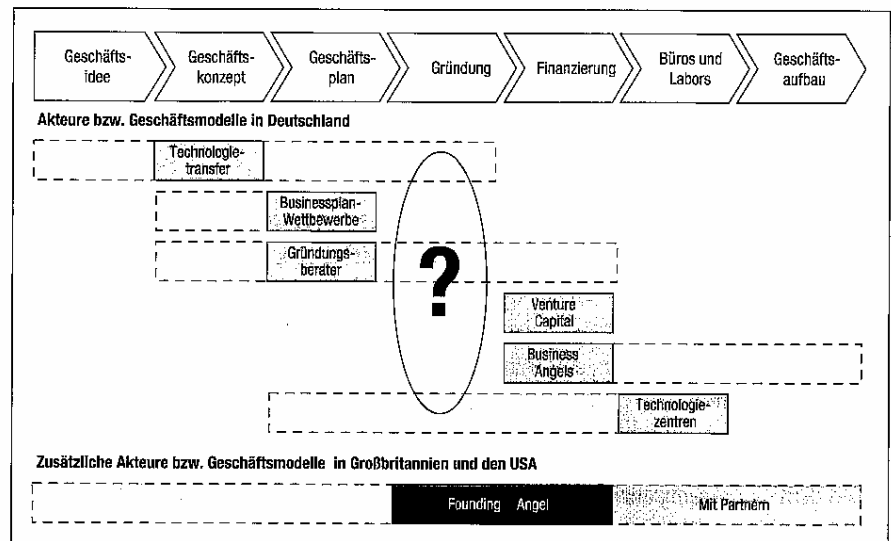 Geschäfts-
idee
Geschäfts-
konzept
Geschäfts-
plan
Gründung
Finanzierung
Büros und
Labors
Geschäfts-
aufbau
Akteure bzw. Geschäftsmodelle in Deutschland
Technologie-
transfer
Businessplan-
Wettbewerbe
Gründungs-
berater
?
Venture
Capital
Business
Angels
Technologie-
zentren
Zusätzliche Akteure bzw. Geschäftsmodelle in Großbritannien und den USA
Founding Angel
Mit Partnern